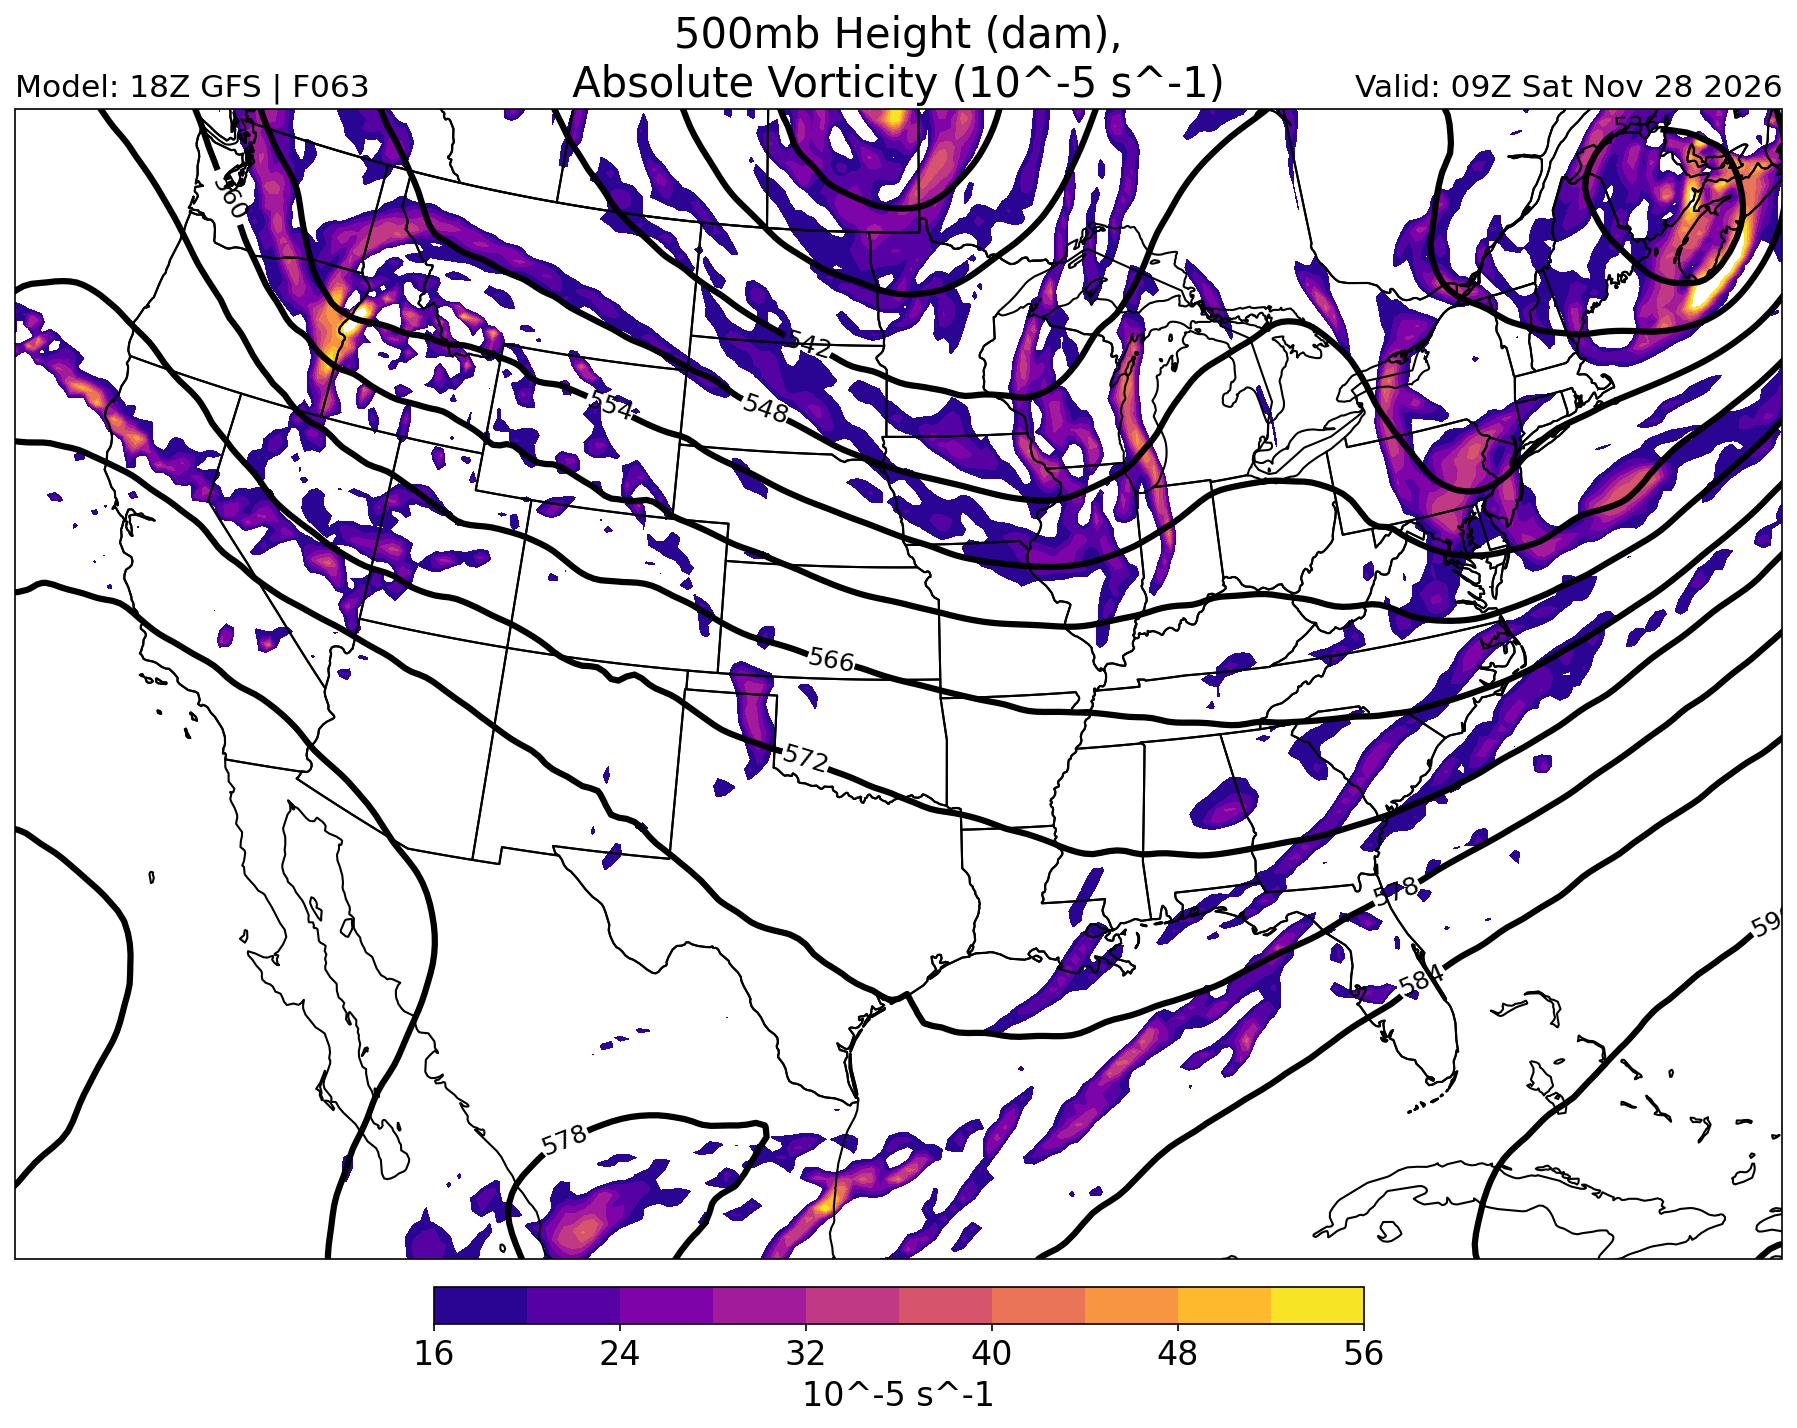 500mb Height (dam),
Absolute Vorticity (10^-5 s^-1)
Model: 18Z GFS | F063
Valid: 09Z Sat Nov 28 2026
536
560
542
548
554
566
572
578
584
578
16 24 32 40 48 56
10^-5 s^-1